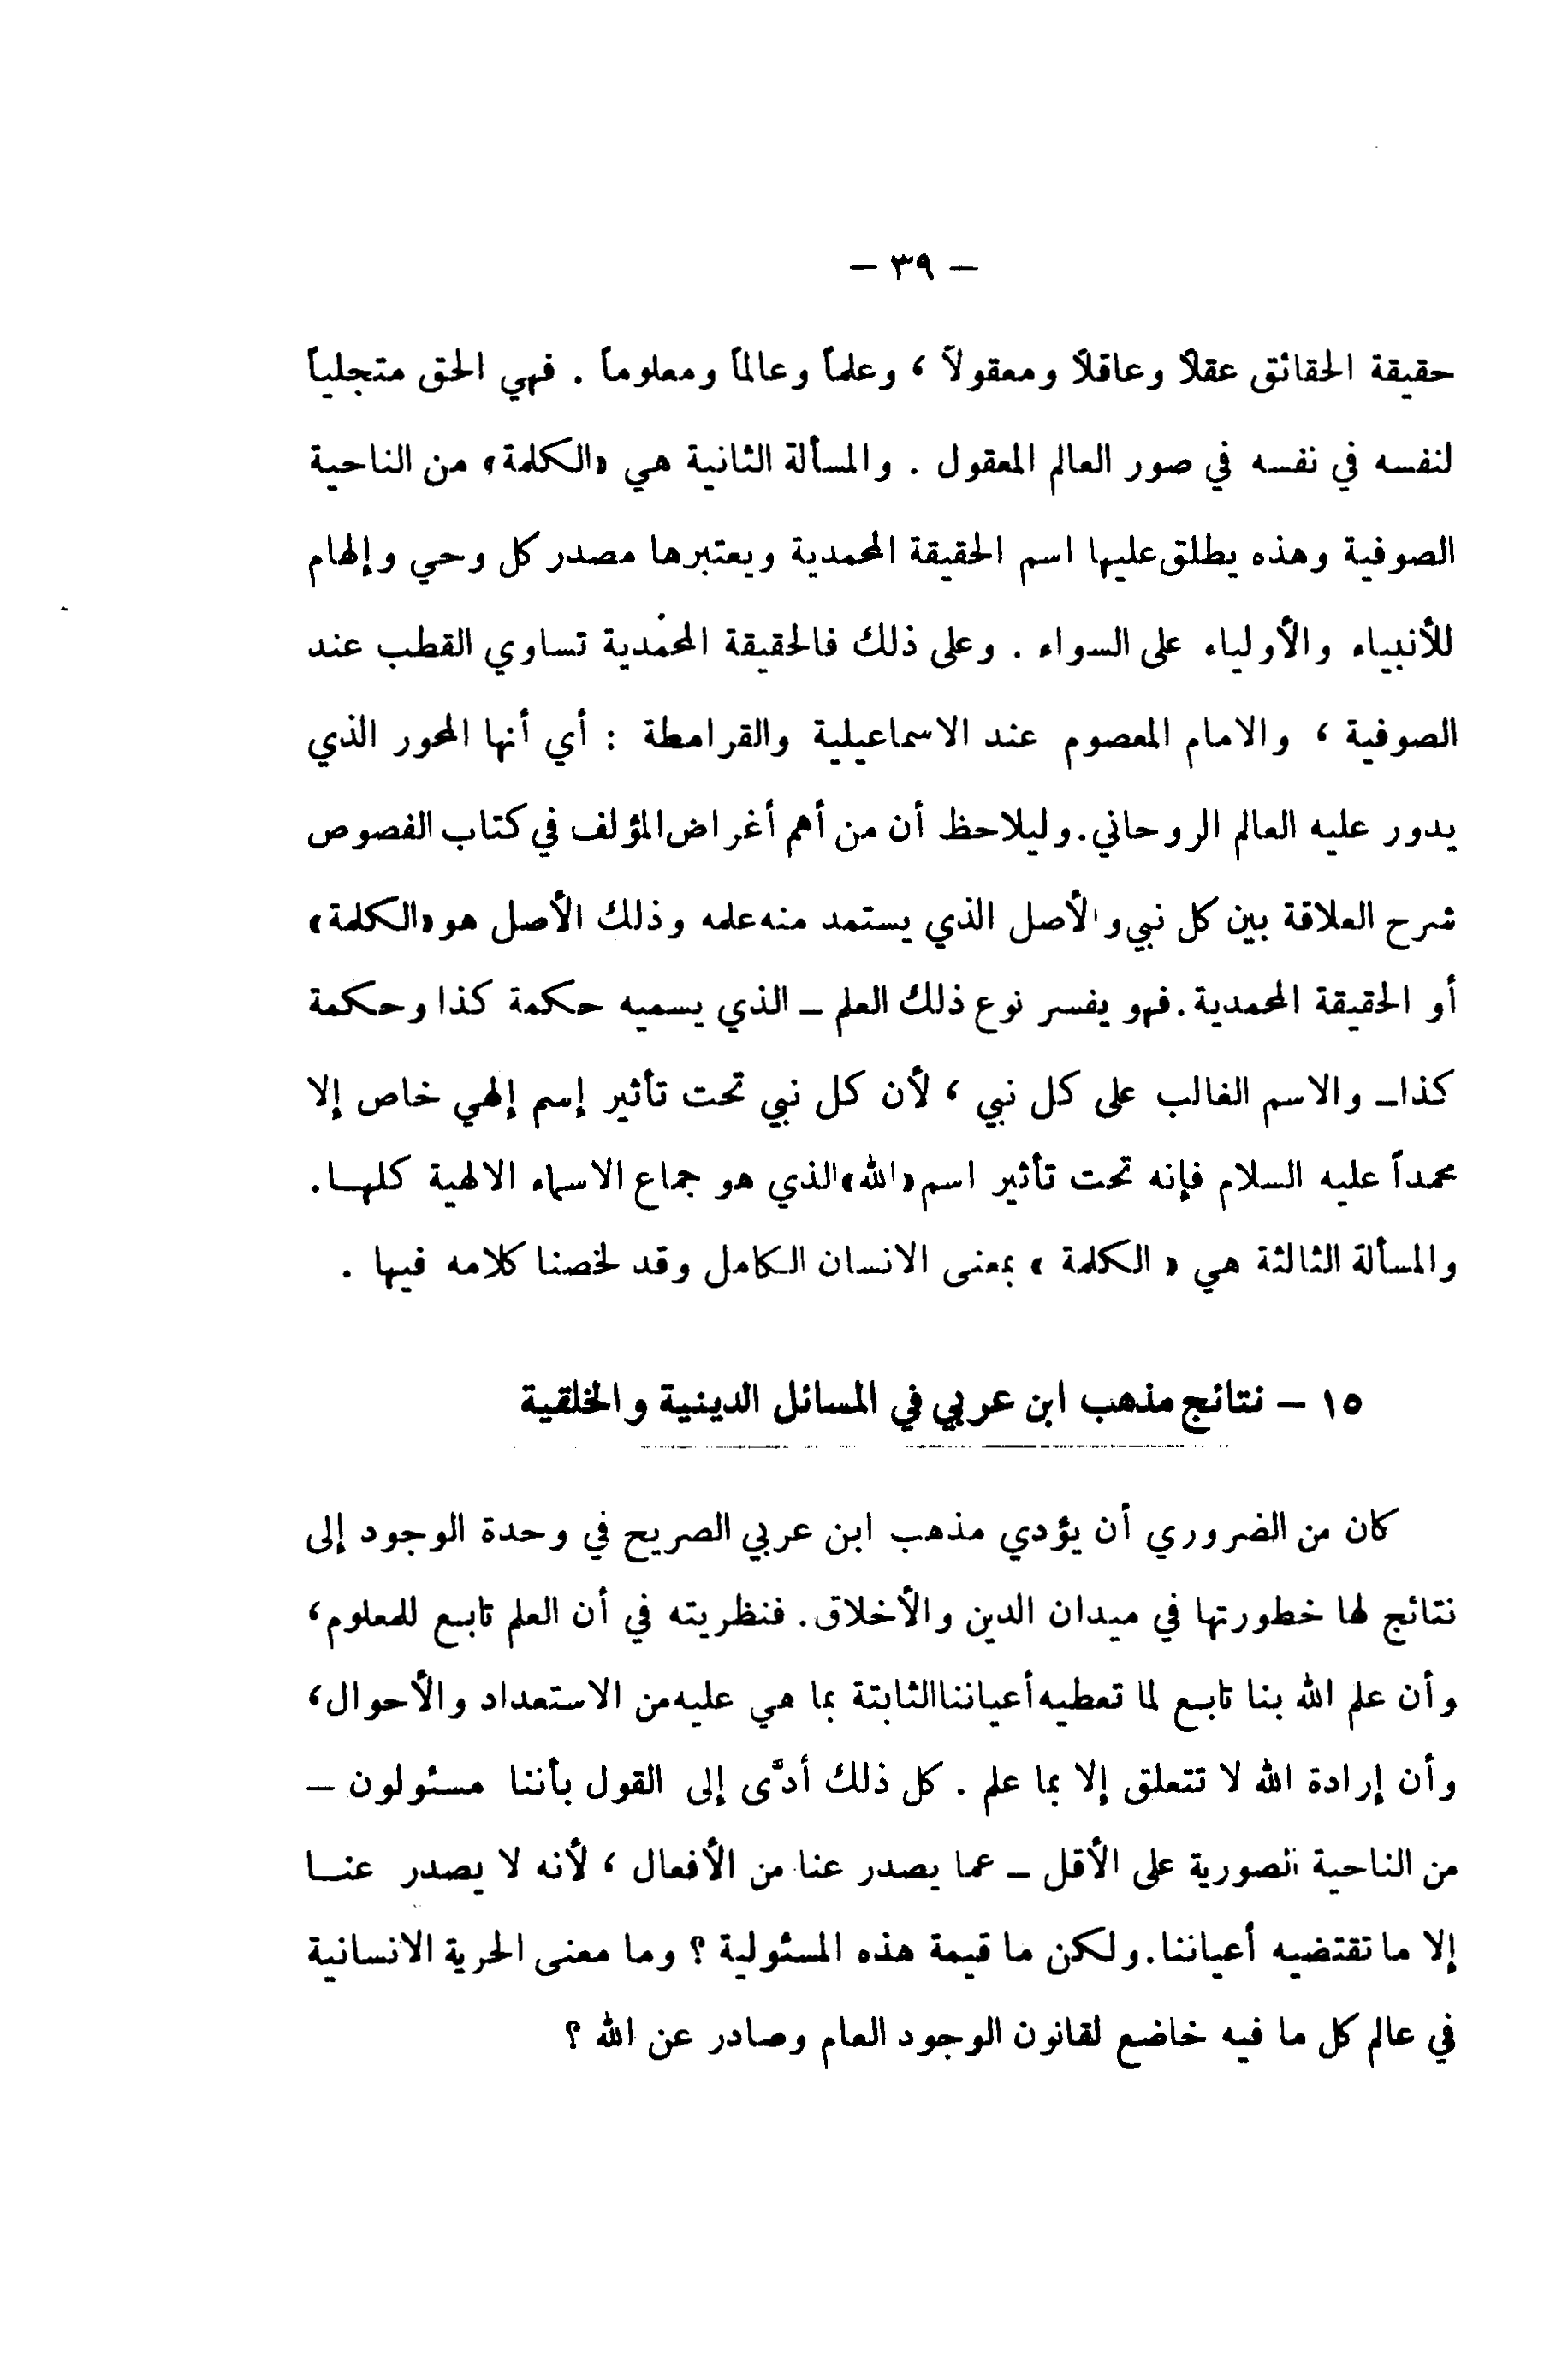 — ٣٩ —
حقيقة الحقائق عقلاً وعاقلاً ومعقولاً ، وعلماً وعالماً ومعلوماً . فهي الحق متجلياً
لنفسه في نفسه في صور العالم المعقول . والمسألة الثانية هي «الكلمة» من الناحية
الصوفية وهذه يطلق عليها اسم الحقيقة المحمدية ويعتبرها مصدر كل وحي وإلهام
للأنبياء والأولياء على السواء . وعلى ذلك فالحقيقة المحمدية تساوي القطب عند
الصوفية ، والامام المعصوم عند الاسماعيلية والقرامطة : أي أنها المحور الذي
يدور عليه العالم الروحاني. وليلاحظ أن من أهم أغراض المؤلف في كتاب الفصوص
شرح العلاقة بين كل نبي والأصل الذي يستمد منه علمه وذلك الأصل هو «الكلمة»
أو الحقيقة المحمدية. فهو يفسر نوع ذلك العلم – الذي يسميه حكمة كذا وحكمة
كذا – والاسم الغالب على كل نبي ، لأن كل نبي تحت تأثير إسم إلهي خاص إلا
محمداً عليه السلام فإنه تحت تأثير اسم «الله» الذي هو جماع الاسماء الالهية كلهـا.
والمسألة الثالثة هي « الكلمة » بمعنى الانسان الكامل وقد لخصنا كلامه فيها .
١٥ – نتائج مذهب ابن عربي في المسائل الدينية والخلقية
كان من الضروري أن يؤدي مذهب ابن عربي الصريح في وحدة الوجود إلى
نتائج لها خطورتها في ميدان الدين والأخلاق. فنظريته في أن العلم تابع للمعلوم،
وأن علم الله بنا تابع لما تعطيه أعياننا الثابتة بما هي عليه من الاستعداد والأحوال،
وأن إرادة الله لا تتعلق إلا بما علم . كل ذلك أدَّى إلى القول بأننا مسئولون –
من الناحية الصورية على الأقل – عما يصدر عنا من الأفعال ، لأنه لا يصدر عنـا
إلا ما تقتضيه أعياننا. ولكن ما قيمة هذه المسئولية ؟ وما معنى الحرية الانسانية
في عالم كل ما فيه خاضع لقانون الوجود العام وصادر عن الله ؟